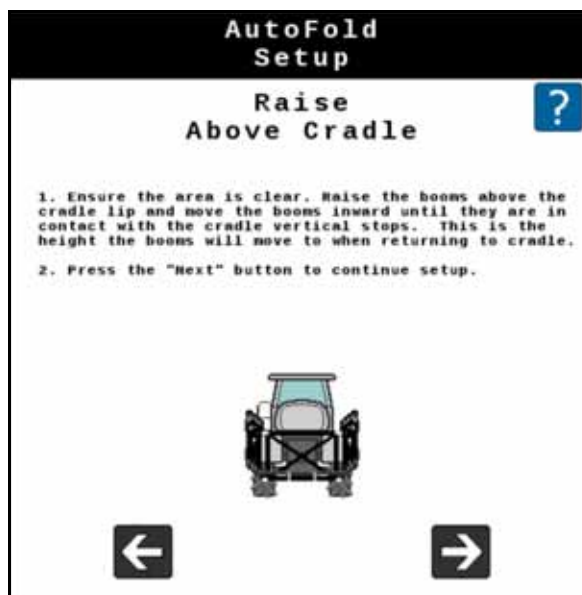 AutoFold
Setup
?
Raise
Above Cradle
1. Ensure the area is clear. Raise the booms above the
cradle lip and move the booms inward until they are in
contact with the cradle vertical stops.  This is the
height the booms will move to when returning to cradle.
2. Press the "Next" button to continue setup.